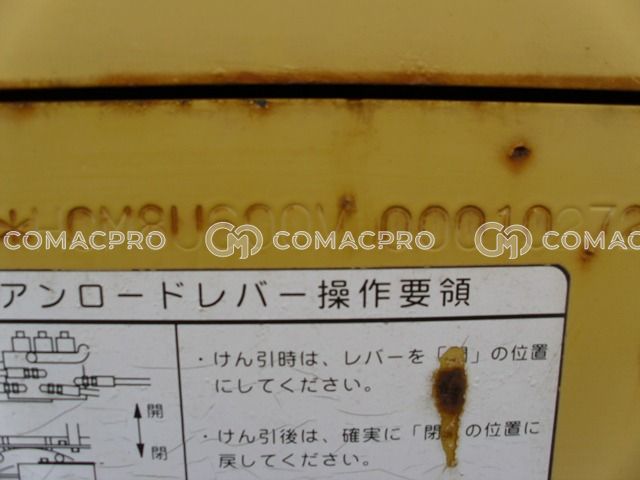 COMACPRO COMACPRO
アンロードレバー操作要領
・けん引時は、レバーを「閉」の位置
にしてください。
開
・けん引後は、確実に「閉」の位置に
閉
戻してください。